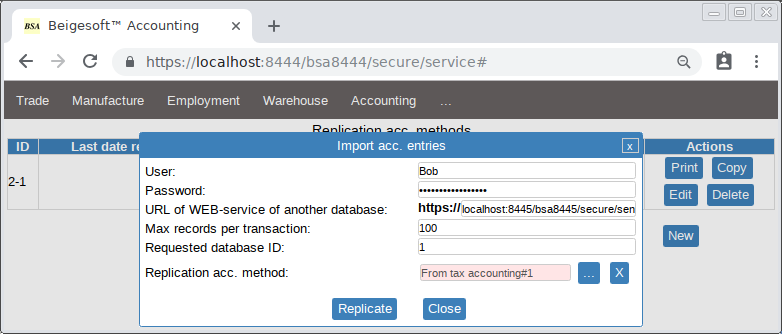 BSA Beigesoft™ Accounting
https://localhost:8444/bsa8444/secure/service#
Trade Manufacture Employment Warehouse Accounting ...
Replication acc. methods
ID Last date re Actions
Import acc. entries x
2-1
Print Copy
Edit Delete
New
User: Bob
Password: •••••••••••••••••
URL of WEB-service of another database: https://localhost:8445/bsa8445/secure/sen
Max records per transaction: 100
Requested database ID: 1
Replication acc. method: From tax accounting#1 ... X
Replicate Close